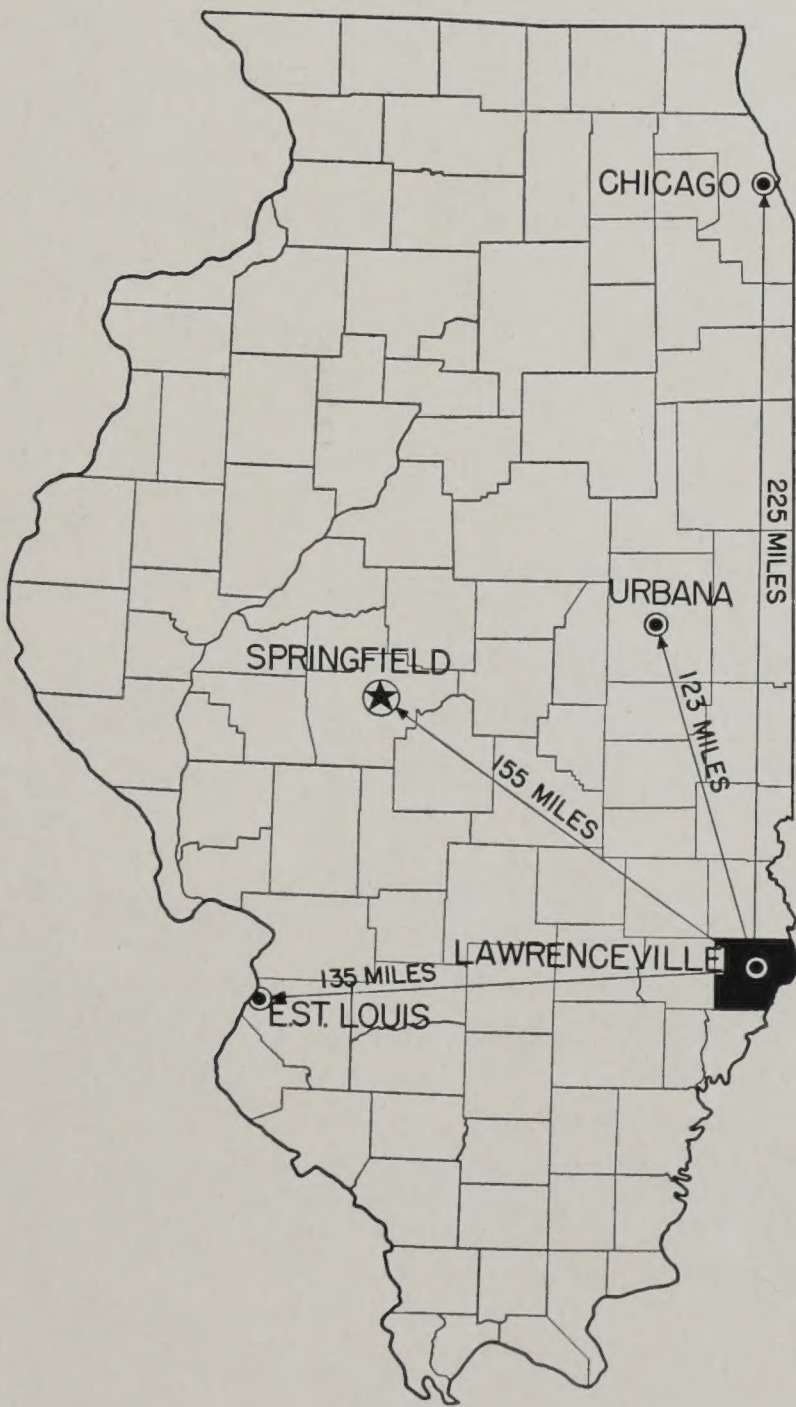 CHICAGO
225 MILES
URBANA
SPRINGFIELD
123 MILES
155 MILES
LAWRENCEVILLE
135 MILES
E.ST. LOUIS